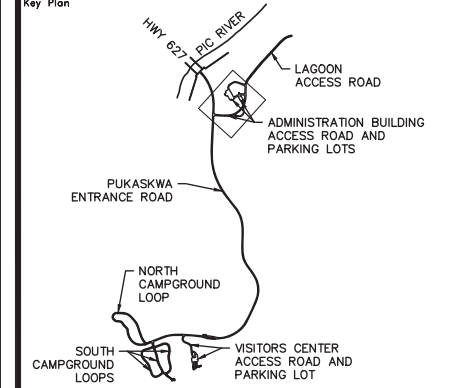 Key Plan
HWY 627
PIC RIVER
LAGOON
ACCESS ROAD
ADMINISTRATION BUILDING
ACCESS ROAD AND
PARKING LOTS
PUKASKWA
ENTRANCE ROAD
NORTH
CAMPGROUND
LOOP
SOUTH
CAMPGROUND
LOOPS
VISITORS CENTER
ACCESS ROAD AND
PARKING LOT